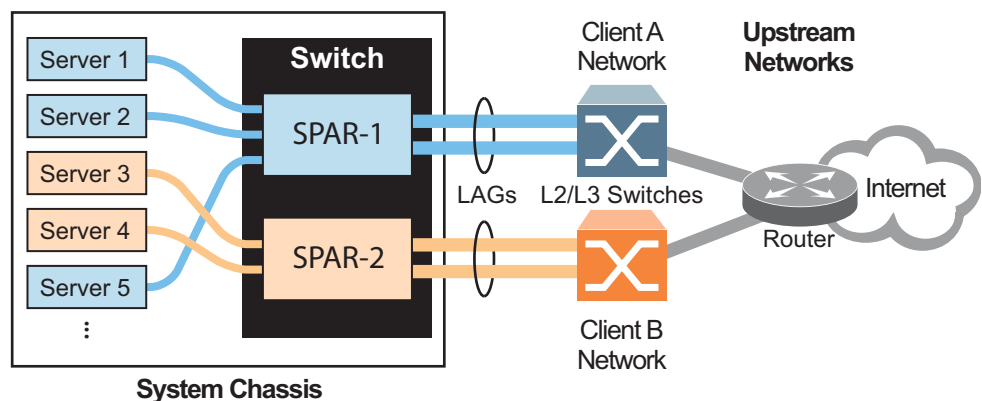 Server 1
Server 2
Server 3
Server 4
Server 5
...
Switch
SPAR-1
SPAR-2
System Chassis
LAGs
Client A
Network
L2/L3 Switches
Client B
Network
Upstream
Networks
Router
Internet